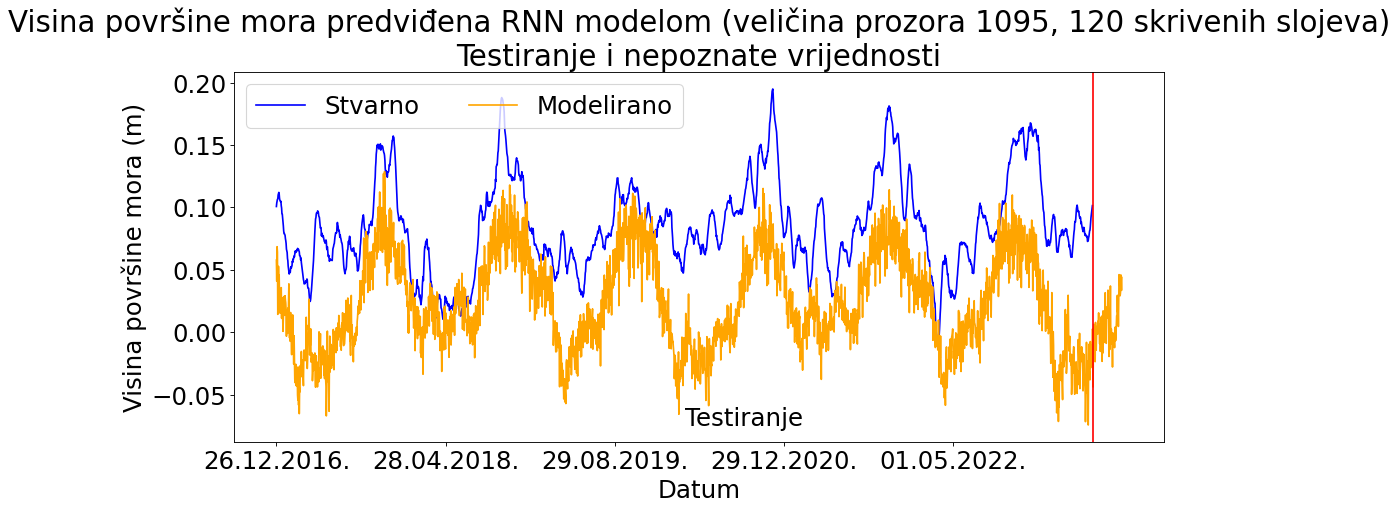 Visina površine mora predviđena RNN modelom (veličina prozora 1095, 120 skrivenih slojeva)
Testiranje i nepoznate vrijednosti
Stvarno Modelirano
Visina površine mora (m)
0.20
0.15
0.10
0.05
0.00
−0.05
Testiranje
26.12.2016. 28.04.2018. 29.08.2019. 29.12.2020. 01.05.2022.
Datum